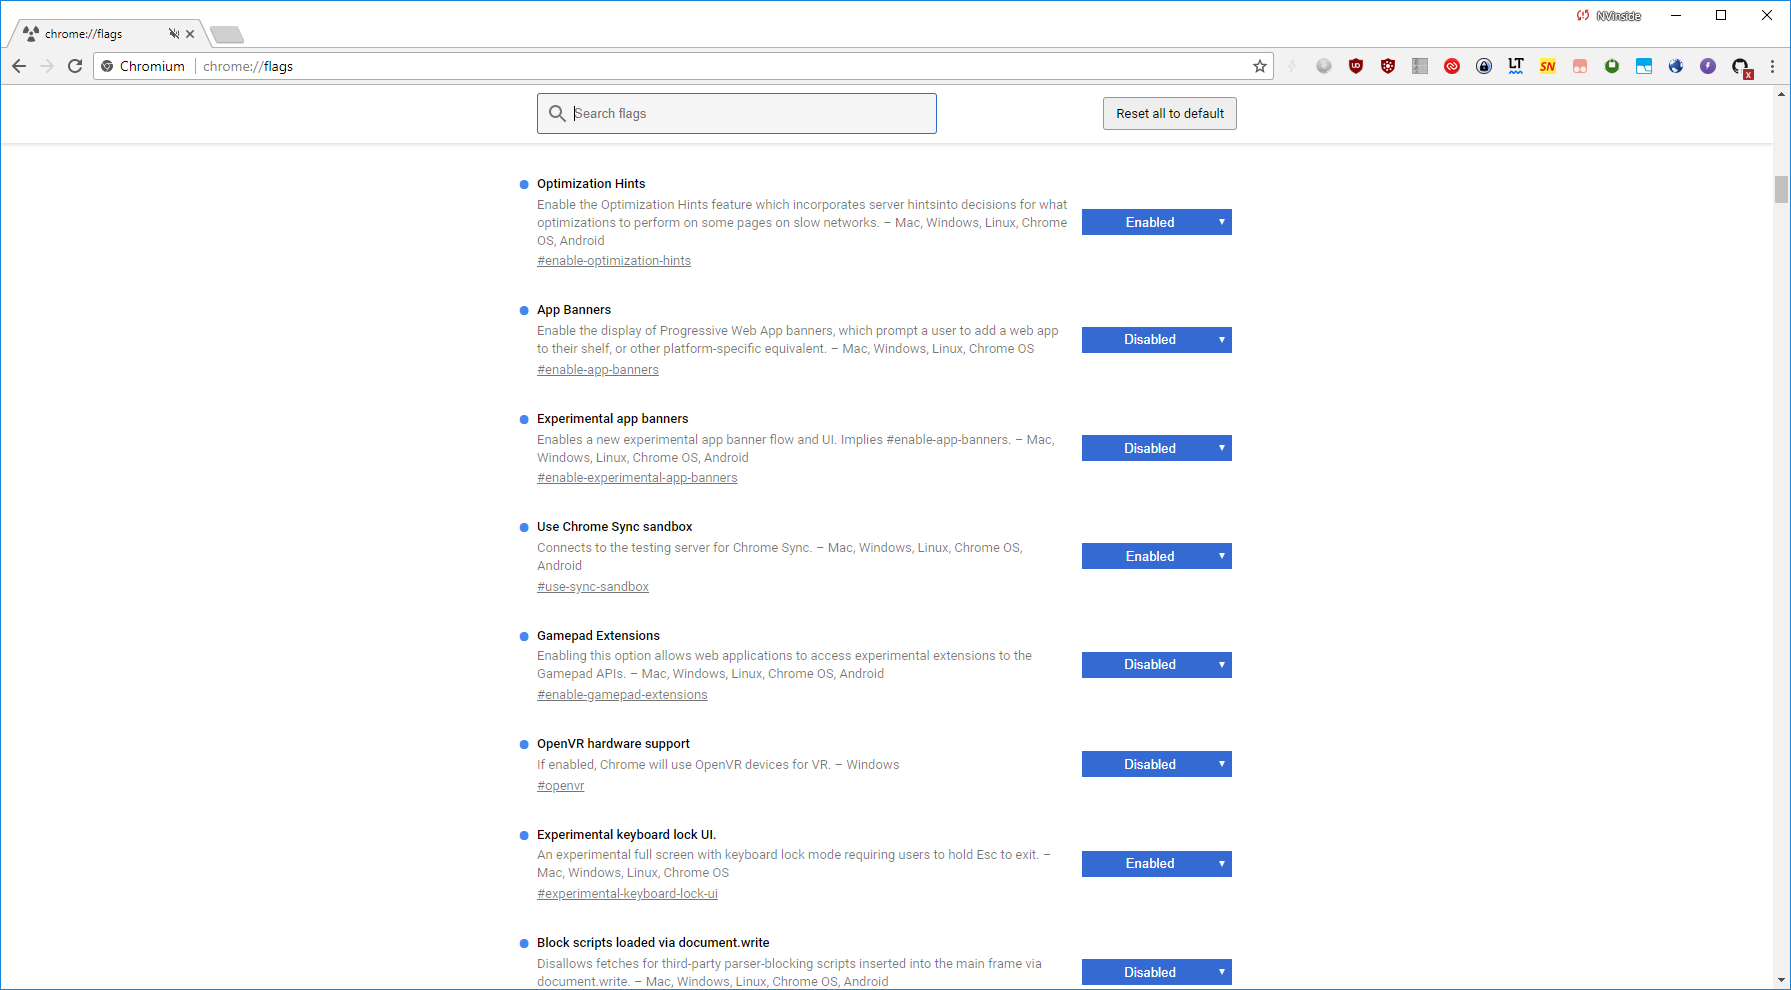 NVinside
chrome://flags
Chromium chrome://flags
LT
SN
x
Search flags
Reset all to default
Optimization Hints
Enable the Optimization Hints feature which incorporates server hintsinto decisions for what
optimizations to perform on some pages on slow networks. – Mac, Windows, Linux, Chrome
OS, Android
#enable-optimization-hints
Enabled
App Banners
Enable the display of Progressive Web App banners, which prompt a user to add a web app
to their shelf, or other platform-specific equivalent. – Mac, Windows, Linux, Chrome OS
#enable-app-banners
Disabled
Experimental app banners
Enables a new experimental app banner flow and UI. Implies #enable-app-banners. – Mac,
Windows, Linux, Chrome OS, Android
#enable-experimental-app-banners
Disabled
Use Chrome Sync sandbox
Connects to the testing server for Chrome Sync. – Mac, Windows, Linux, Chrome OS,
Android
#use-sync-sandbox
Enabled
Gamepad Extensions
Enabling this option allows web applications to access experimental extensions to the
Gamepad APIs. – Mac, Windows, Linux, Chrome OS, Android
#enable-gamepad-extensions
Disabled
OpenVR hardware support
If enabled, Chrome will use OpenVR devices for VR. – Windows
#openvr
Disabled
Experimental keyboard lock UI.
An experimental full screen with keyboard lock mode requiring users to hold Esc to exit. –
Mac, Windows, Linux, Chrome OS
#experimental-keyboard-lock-ui
Enabled
Block scripts loaded via document.write
Disallows fetches for third-party parser-blocking scripts inserted into the main frame via
document.write. – Mac, Windows, Linux, Chrome OS, Android
Disabled